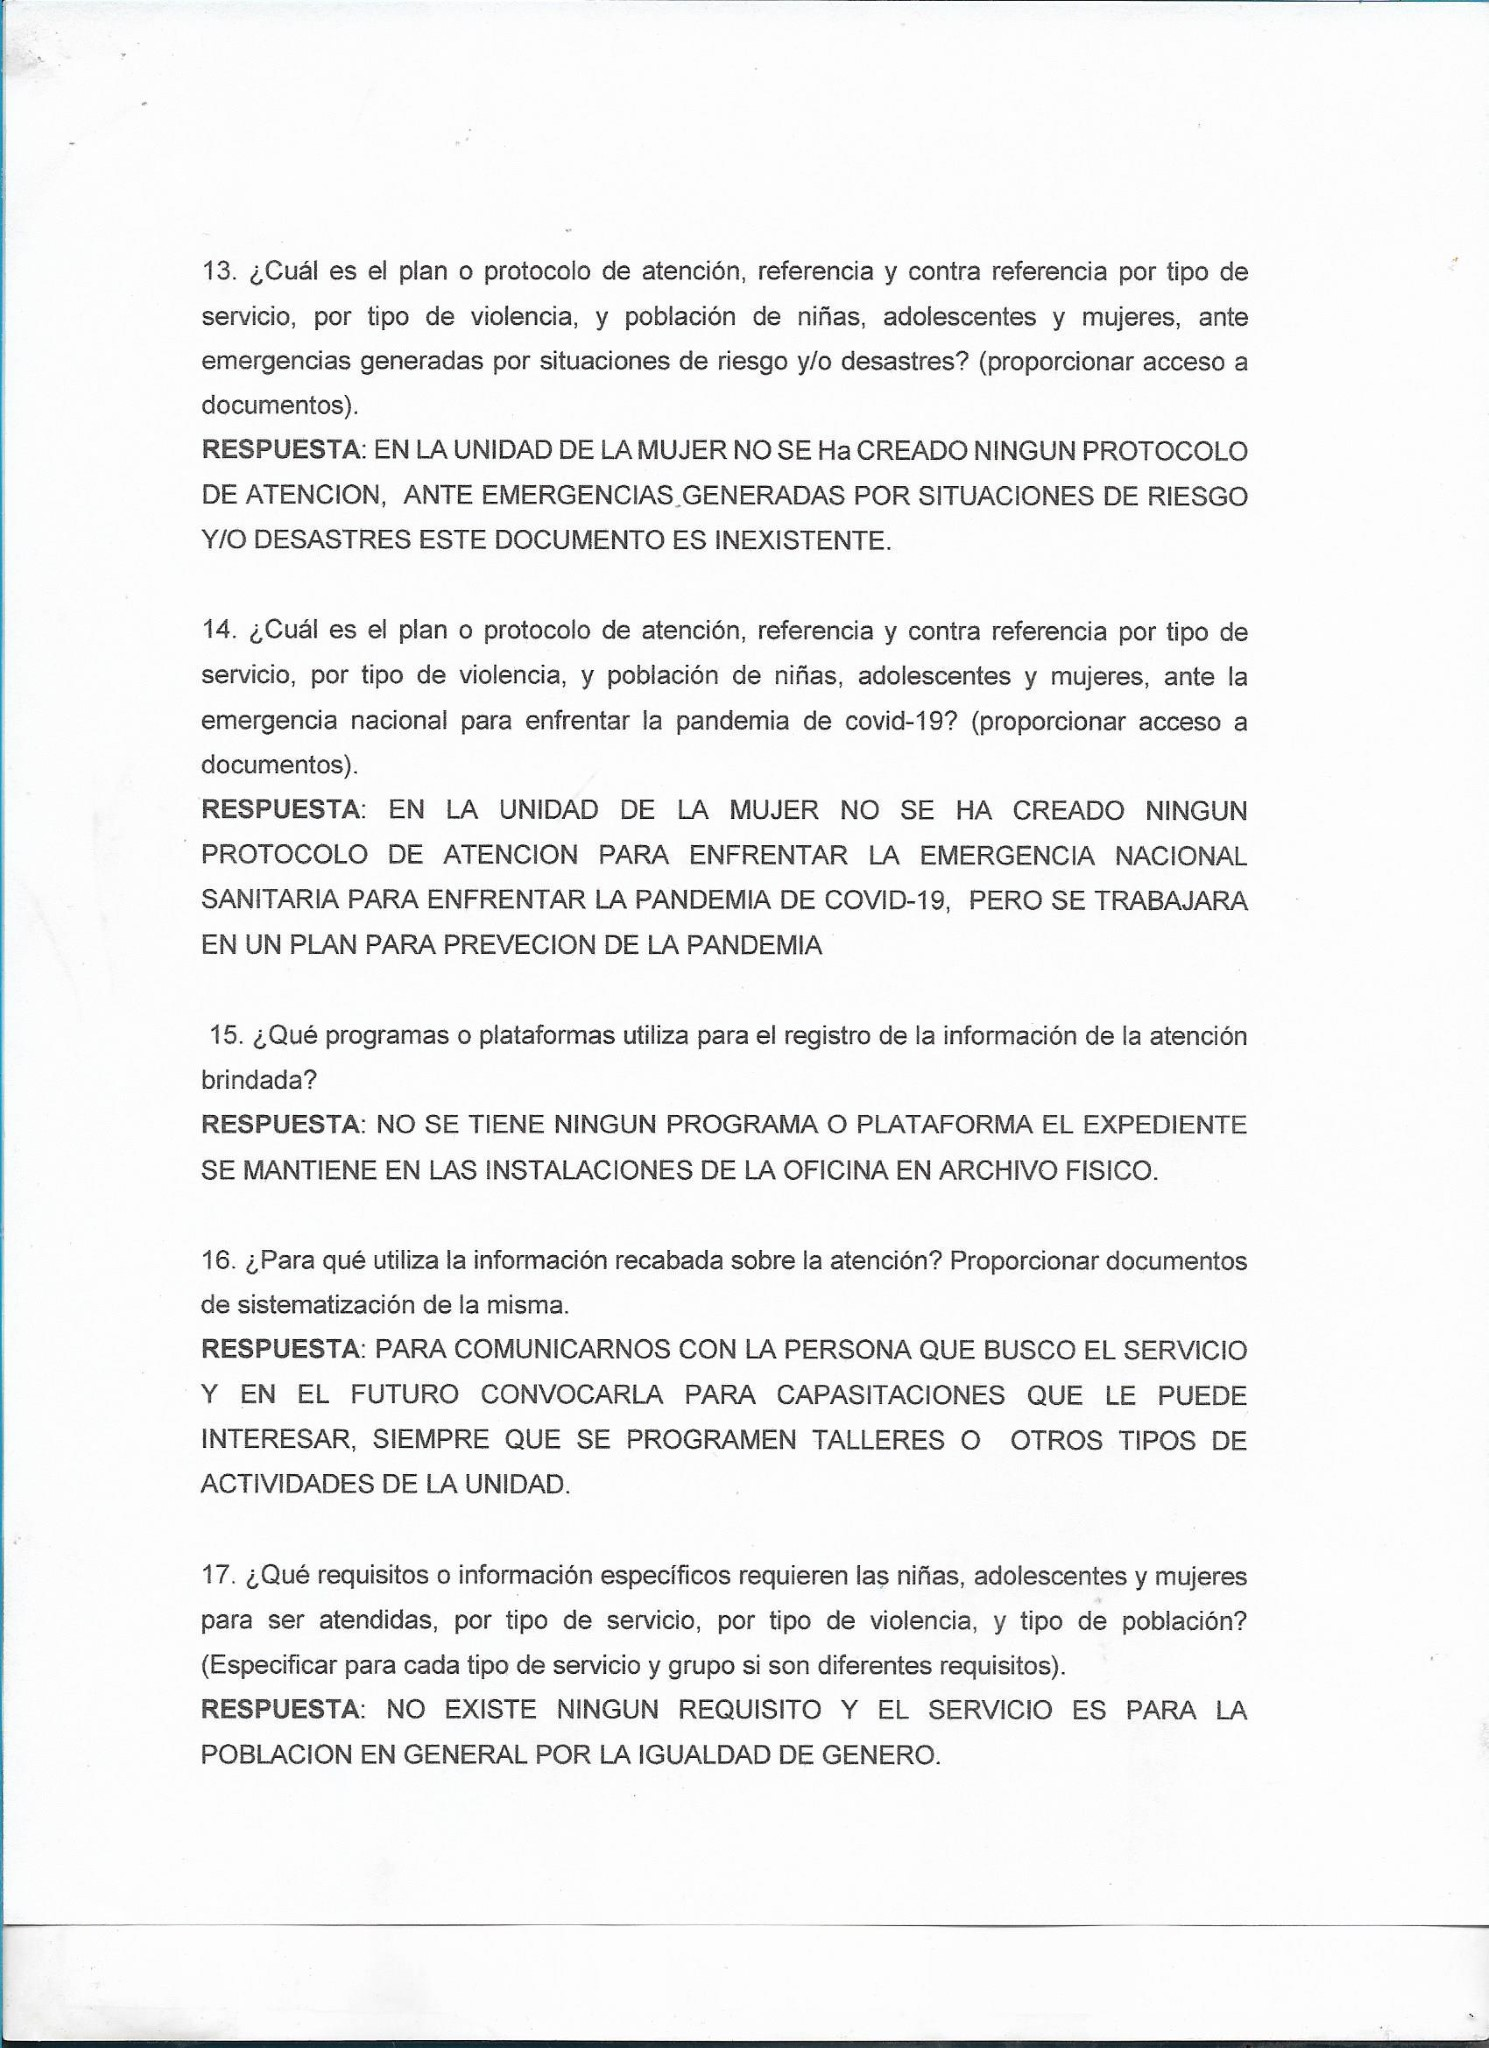 13. ¿Cuál es el plan o protocolo de atención, referencia y contra referencia por tipo de
servicio, por tipo de violencia, y población de niñas, adolescentes y mujeres, ante
emergencias generadas por situaciones de riesgo y/o desastres? (proporcionar acceso a
documentos).
RESPUESTA: EN LA UNIDAD DE LA MUJER NO SE Ha CREADO NINGUN PROTOCOLO
DE ATENCION, ANTE EMERGENCIAS GENERADAS POR SITUACIONES DE RIESGO
Y/O DESASTRES ESTE DOCUMENTO ES INEXISTENTE.
14. ¿Cuál es el plan o protocolo de atención, referencia y contra referencia por tipo de
servicio, por tipo de violencia, y población de niñas, adolescentes y mujeres, ante la
emergencia nacional para enfrentar la pandemia de covid-19? (proporcionar acceso a
documentos).
RESPUESTA: EN LA UNIDAD DE LA MUJER NO SE HA CREADO NINGUN
PROTOCOLO DE ATENCION PARA ENFRENTAR LA EMERGENCIA NACIONAL
SANITARIA PARA ENFRENTAR LA PANDEMIA DE COVID-19, PERO SE TRABAJARA
EN UN PLAN PARA PREVECION DE LA PANDEMIA
15. ¿Qué programas o plataformas utiliza para el registro de la información de la atención
brindada?
RESPUESTA: NO SE TIENE NINGUN PROGRAMA O PLATAFORMA EL EXPEDIENTE
SE MANTIENE EN LAS INSTALACIONES DE LA OFICINA EN ARCHIVO FISICO.
16. ¿Para qué utiliza la información recabada sobre la atención? Proporcionar documentos
de sistematización de la misma.
RESPUESTA: PARA COMUNICARNOS CON LA PERSONA QUE BUSCO EL SERVICIO
Y EN EL FUTURO CONVOCARLA PARA CAPASITACIONES QUE LE PUEDE
INTERESAR, SIEMPRE QUE SE PROGRAMEN TALLERES O OTROS TIPOS DE
ACTIVIDADES DE LA UNIDAD.
17. ¿Qué requisitos o información específicos requieren las niñas, adolescentes y mujeres
para ser atendidas, por tipo de servicio, por tipo de violencia, y tipo de población?
(Especificar para cada tipo de servicio y grupo si son diferentes requisitos).
RESPUESTA: NO EXISTE NINGUN REQUISITO Y EL SERVICIO ES PARA LA
POBLACION EN GENERAL POR LA IGUALDAD DE GENERO.